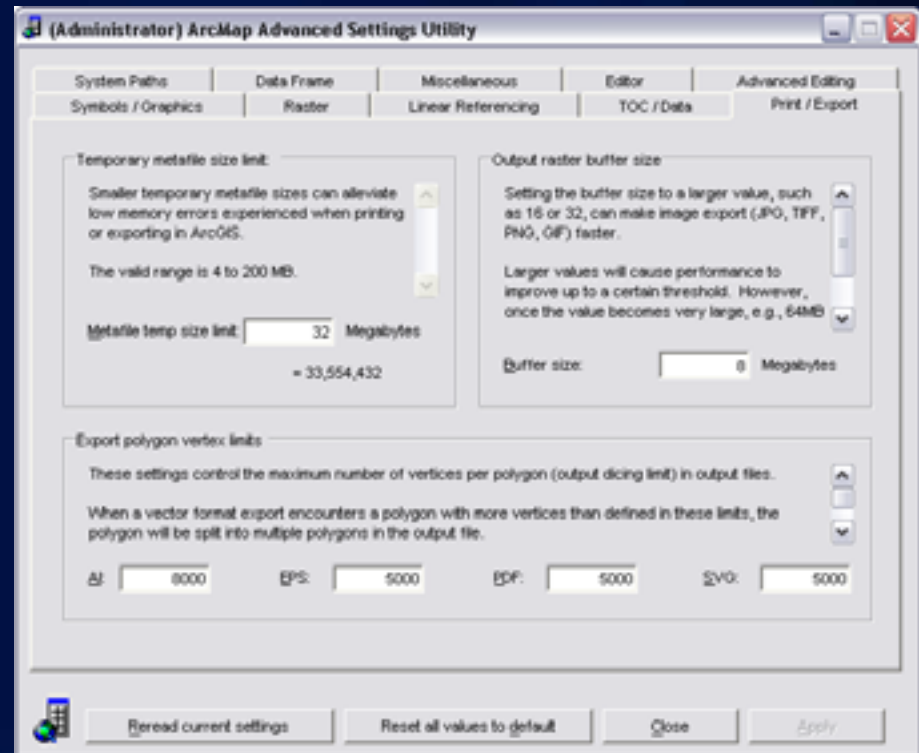 (Administrator) ArcMap Advanced Settings Utility
System Paths
Data Frame
Miscellaneous
Editor
Advanced Editing
Symbols / Graphics
Raster
Linear Referencing
TOC / Data
Print / Export
Temporary metafile size limit:
Smaller temporary metafile sizes can alleviate
low memory errors experienced when printing
or exporting in ArcGIS.
The valid range is 4 to 200 MB.
Metafile temp size limit: 32 Megabytes
= 33,554,432
Output raster buffer size
Setting the buffer size to a larger value, such
as 16 or 32, can make image export (JPG, TIFF,
PNG, GIF) faster.
Larger values will cause performance to
improve up to a certain threshold. However,
once the value becomes very large, e.g., 64MB
Buffer size: 8 Megabytes
Export polygon vertex limits
These settings control the maximum number of vertices per polygon (output dicing limit) in output files.
When a vector format export encounters a polygon with more vertices than defined in these limits, the
polygon will be split into multiple polygons in the output file.
AI: 8000 EPS: 5000 PDF: 5000 SVG: 5000
Reread current settings
Reset all values to default
Close
Apply